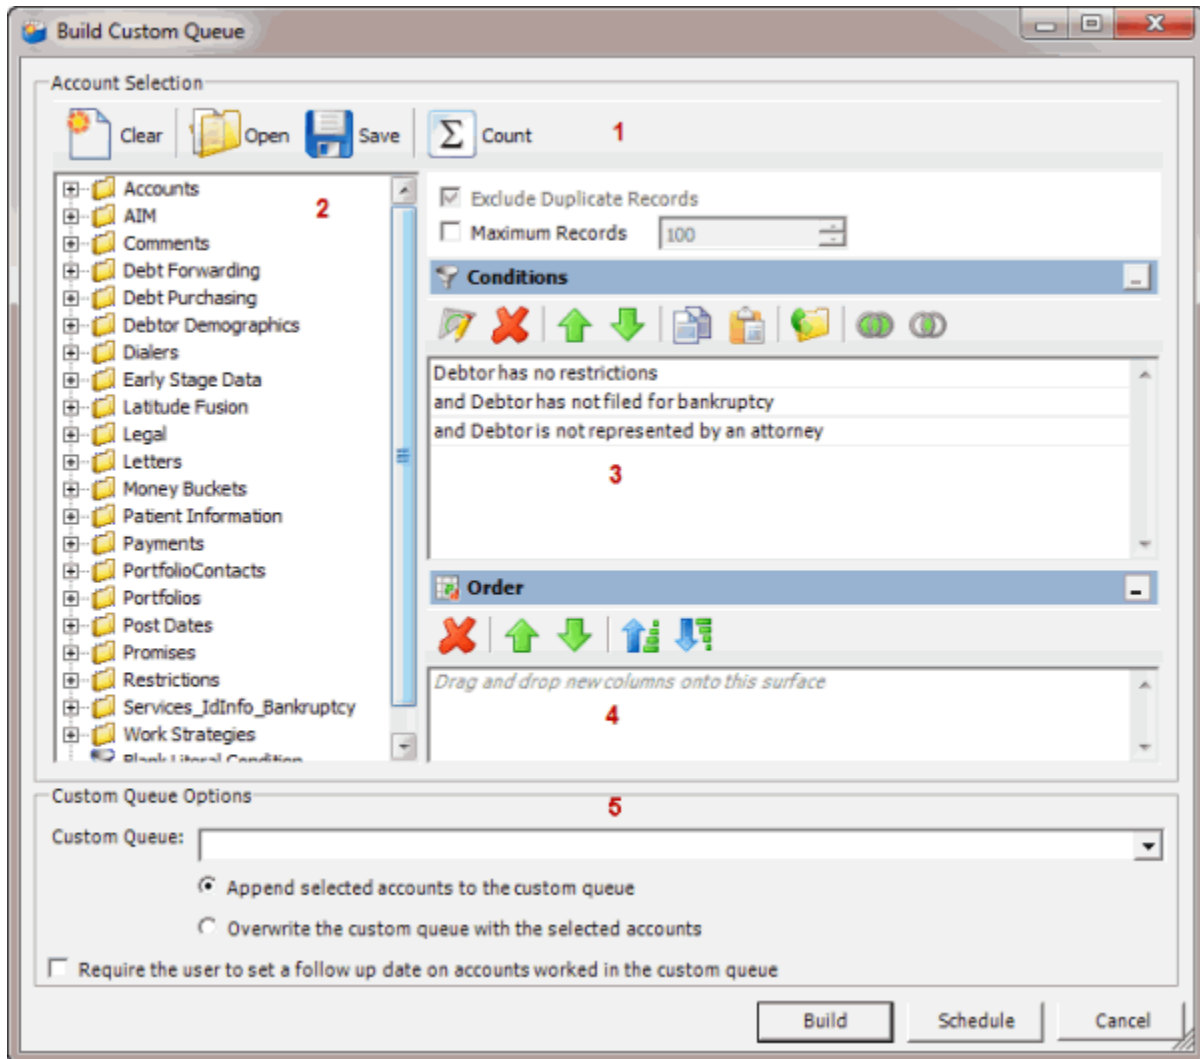 Build Custom Queue
Account Selection
Clear Open Save Σ Count 1
2
Accounts
AIM
Comments
Debt Forwarding
Debt Purchasing
Debtor Demographics
Dialers
Early Stage Data
Latitude Fusion
Legal
Letters
Money Buckets
Patient Information
Payments
PortfolioContacts
Portfolios
Post Dates
Promises
Restrictions
Services_IdInfo_Bankruptcy
Work Strategies
Blank Literal Condition
Exclude Duplicate Records
Maximum Records 100
Conditions
Debtor has no restrictions
and Debtor has not filed for bankruptcy
and Debtor is not represented by an attorney
3
Order
Drag and drop new columns onto this surface
4
Custom Queue Options
5
Custom Queue:
Append selected accounts to the custom queue
Overwrite the custom queue with the selected accounts
Require the user to set a follow up date on accounts worked in the custom queue
Build Schedule Cancel